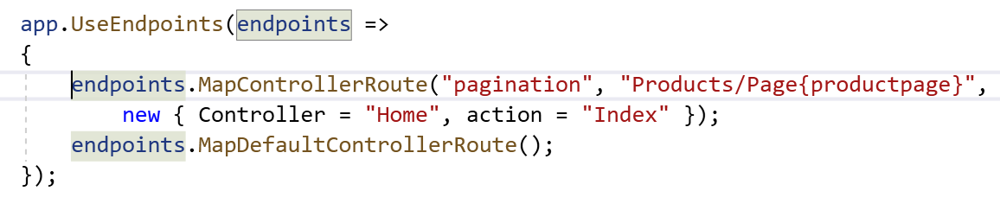 app.UseEndpoints(endpoints =>
{
    endpoints.MapControllerRoute("pagination", "Products/Page{productpage}",
        new { Controller = "Home", action = "Index" });
    endpoints.MapDefaultControllerRoute();
});